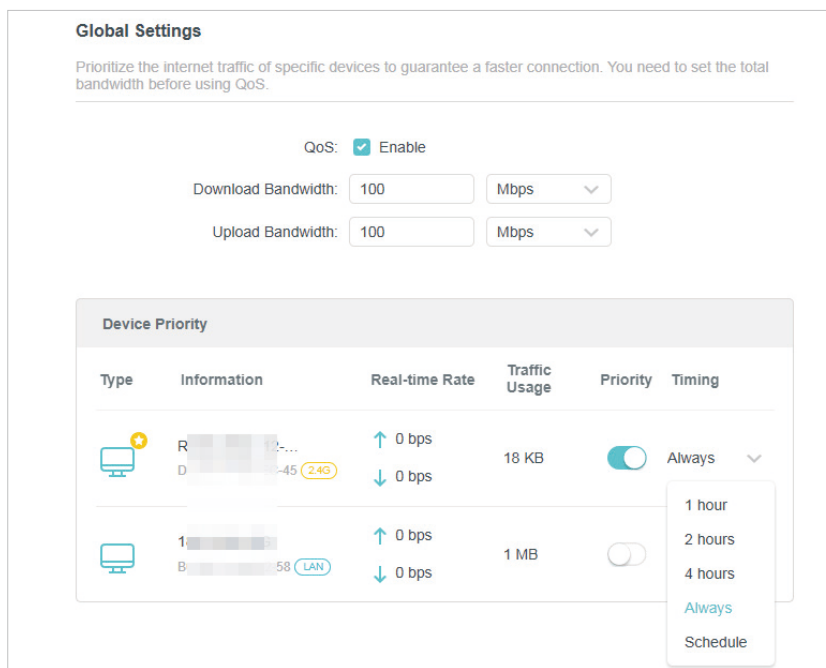 Global Settings
Prioritize the internet traffic of specific devices to guarantee a faster connection. You need to set the total
bandwidth before using QoS.
QoS: Enable
Download Bandwidth: 100 Mbps
Upload Bandwidth: 100 Mbps
Device Priority
Type Information Real-time Rate Traffic Usage Priority Timing
R 12-... 0 bps
D -45 2.4G 0 bps
18 KB Always
1 hour
2 hours
4 hours
Always
Schedule
0 bps
B 58 LAN 0 bps
1 MB